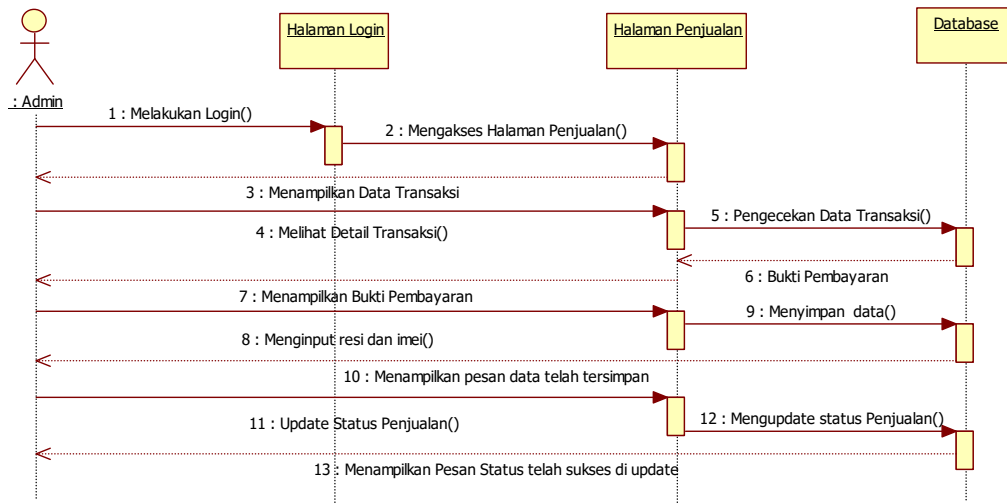 Halaman Login
Halaman Penjualan
Database
: Admin
1 : Melakukan Login()
2 : Mengakses Halaman Penjualan()
3 : Menampilkan Data Transaksi
4 : Melihat Detail Transaksi()
5 : Pengecekan Data Transaksi()
6 : Bukti Pembayaran
7 : Menampilkan Bukti Pembayaran
8 : Menginput resi dan imei()
9 : Menyimpan data()
10 : Menampilkan pesan data telah tersimpan
11 : Update Status Penjualan()
12 : Mengupdate status Penjualan()
13 : Menampilkan Pesan Status telah sukses di update